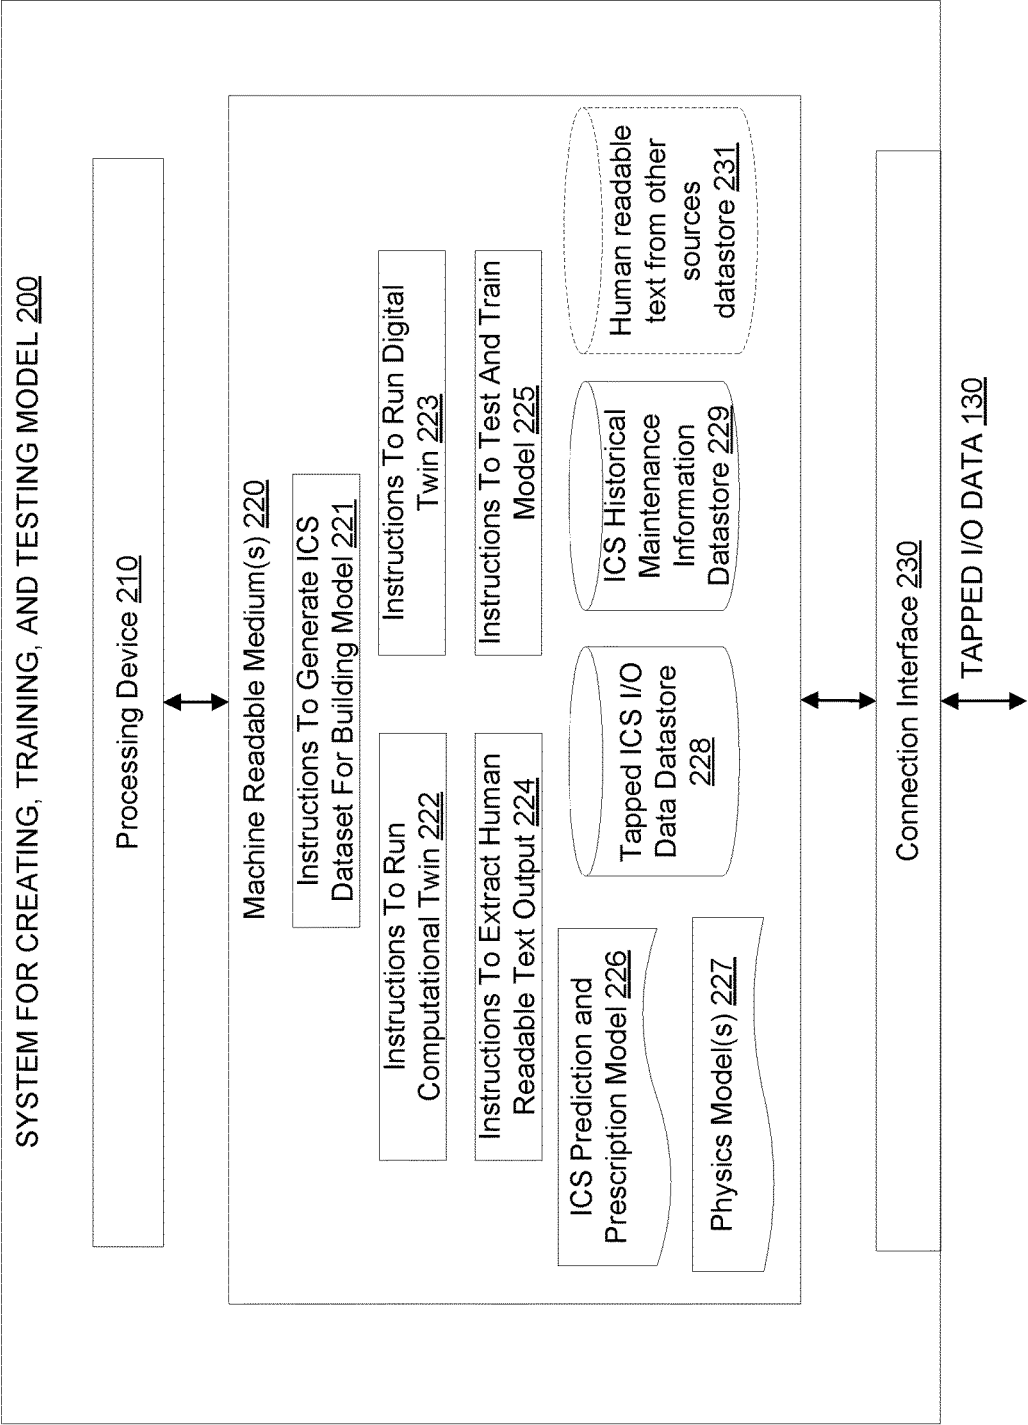 SYSTEM FOR CREATING, TRAINING, AND TESTING MODEL 200
Processing Device 210
Machine Readable Medium(s) 220
Instructions To Generate ICS
Dataset For Building Model 221
Instructions To Run
Computational Twin 222
Instructions To Run Digital
Twin 223
Instructions To Extract Human
Readable Text Output 224
Instructions To Test And Train
Model 225
ICS Prediction and
Prescription Model 226
Physics Model(s) 227
Tapped ICS I/O
Data Datastore
228
ICS Historical
Maintenance
Information
Datastore 229
Human readable
text from other
sources
datastore 231
Connection Interface 230
TAPPED I/O DATA 130